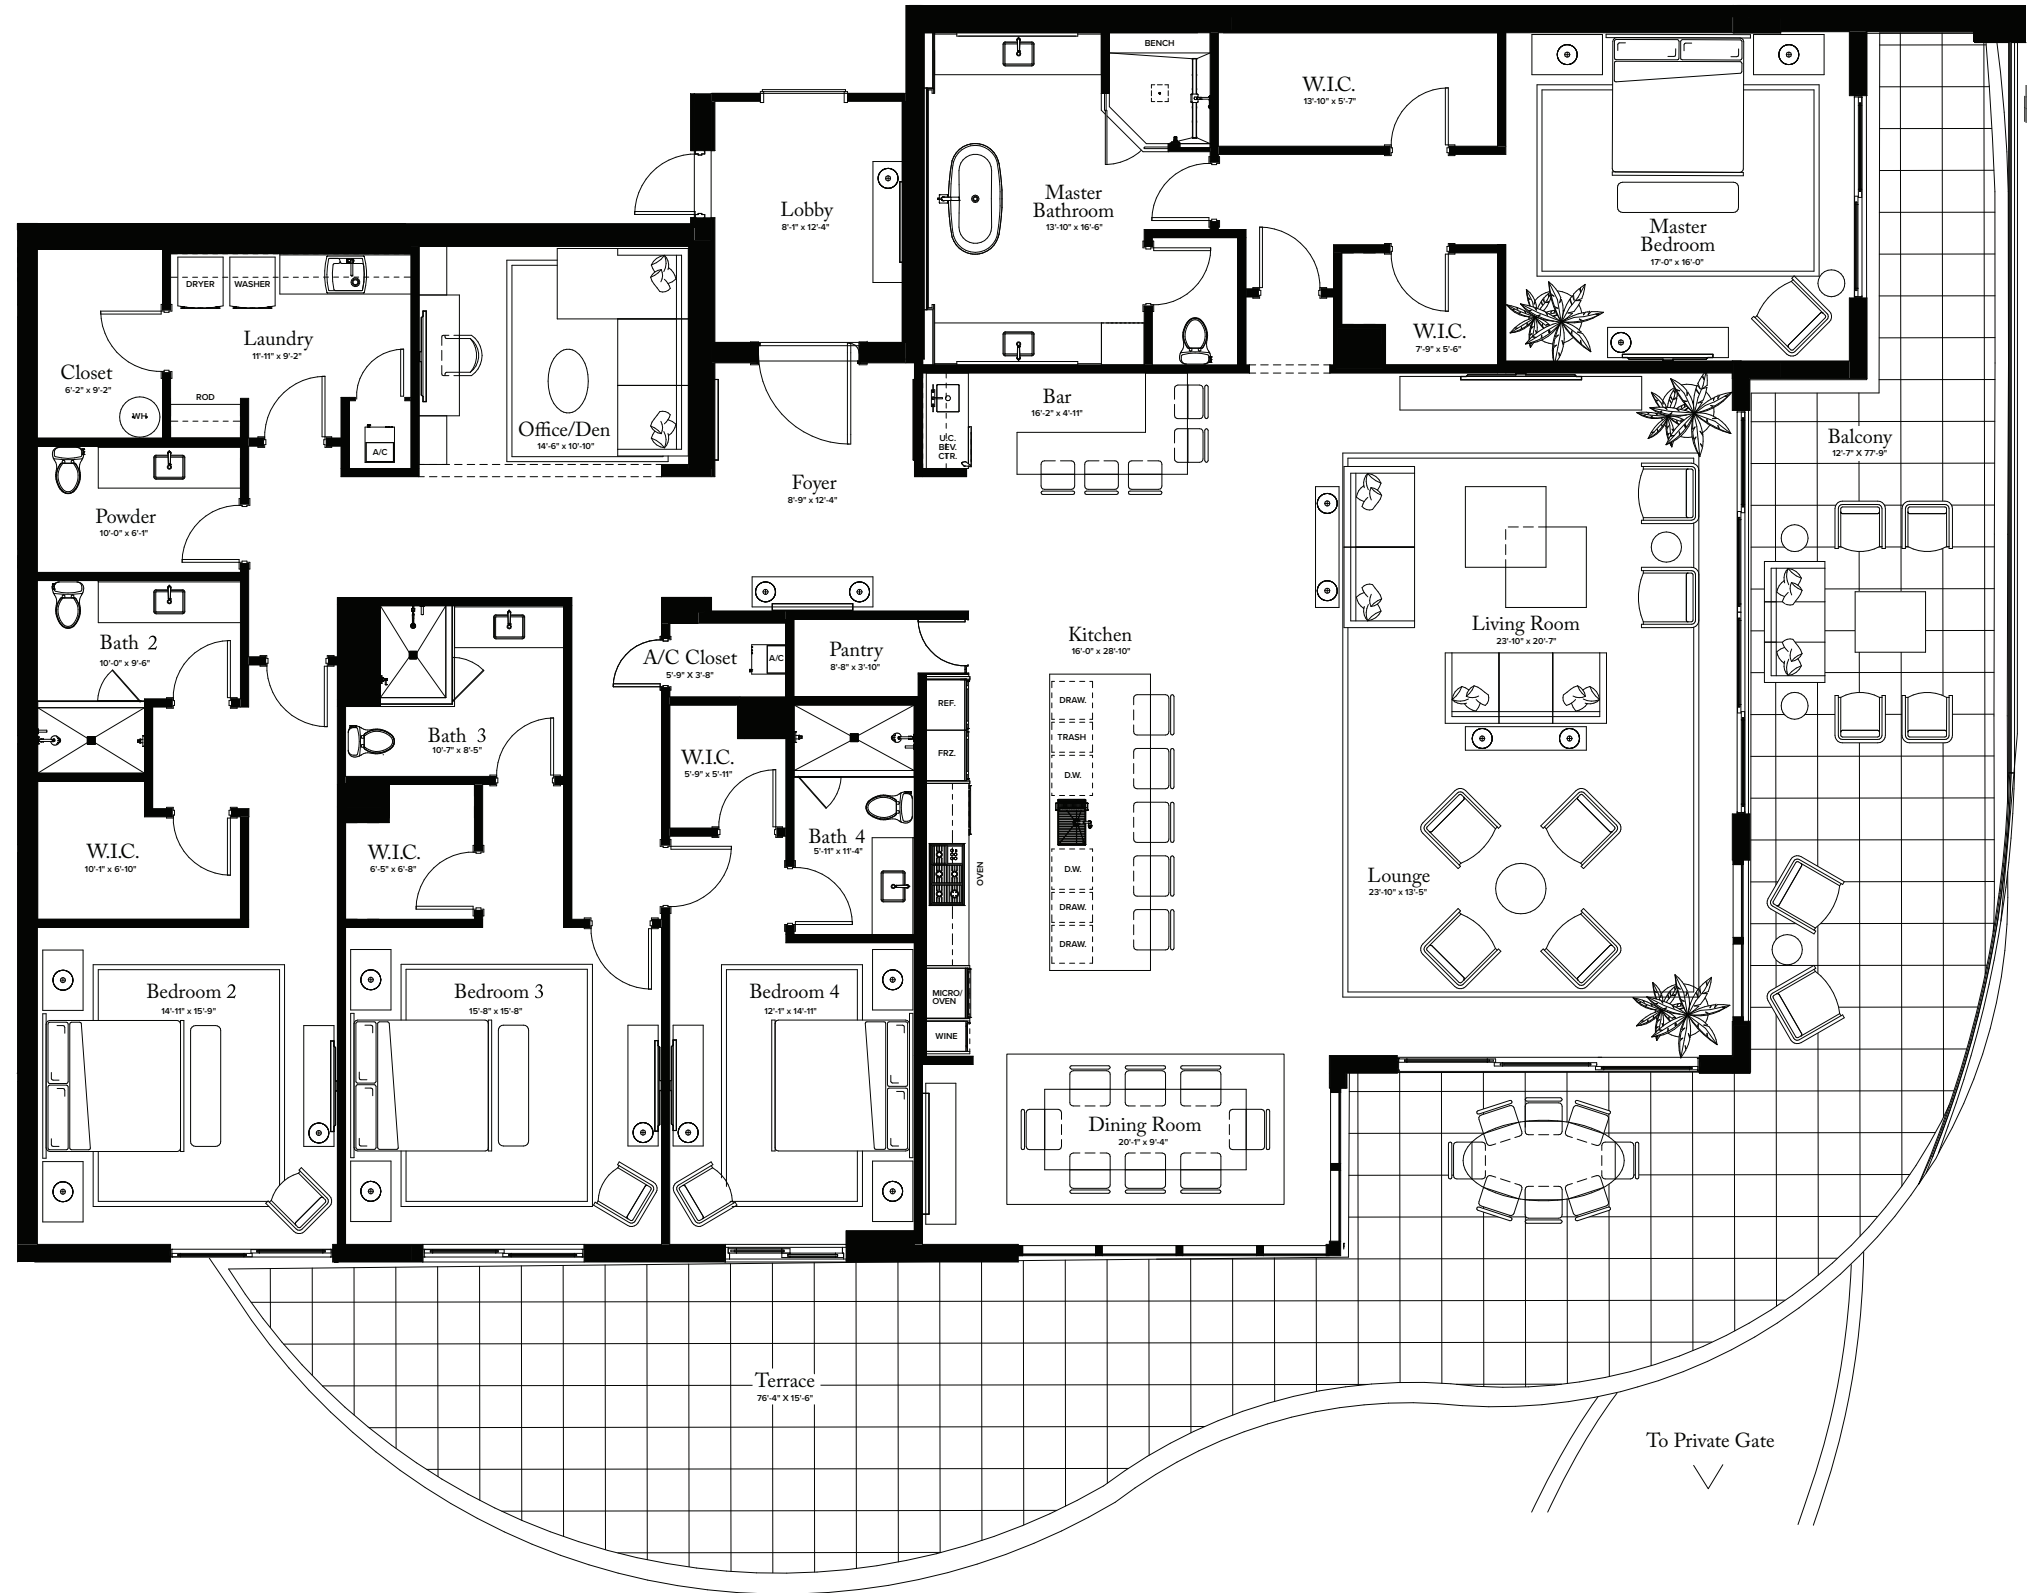 BENCH
W.I.C.
13'-10" x 5'-7"
Master
Bathroom
13'-10" x 16'-6"
Lobby
8'-1" x 12'-4"
Master
Bedroom
17'-0" x 16'-0"
DRYER
WASHER
Laundry
11'-11" x 9'-2"
W.I.C.
7'-9" x 5'-6"
Closet
6'-2" x 9'-2"
ROD
WH
Office/Den
14'-6" x 10'-10"
A/C
Bar
16'-2" x 4'-11"
U.C.
BEV.
CTR.
Balcony
12'-7" X 77'-9"
Foyer
8'-9" x 12'-4"
Powder
10'-0" x 6'-1"
Bath 2
10'-0" x 9'-6"
Living Room
23'-10" x 20'-7"
Kitchen
16'-0" x 28'-10"
A/C Closet
5'-9" X 3'-8"
A/C
Pantry
8'-8" x 3'-10"
REF.
DRAW.
Bath 3
10'-7" x 8'-5"
TRASH
FRZ.
W.I.C.
5'-9" x 5'-11"
D.W.
Bath 4
5'-11" x 11'-4"
W.I.C.
10'-1" x 6'-10"
W.I.C.
6'-5" x 6'-8"
OVEN
D.W.
Lounge
23'-10" x 13'-5"
DRAW.
DRAW.
Bedroom 2
14'-11" x 15'-9"
Bedroom 3
15'-8" x 15'-8"
Bedroom 4
12'-1" x 14'-11"
MICRO/
OVEN
WINE
Dining Room
20'-1" x 9'-4"
Terrace
76'-4" X 15'-6"
To Private Gate